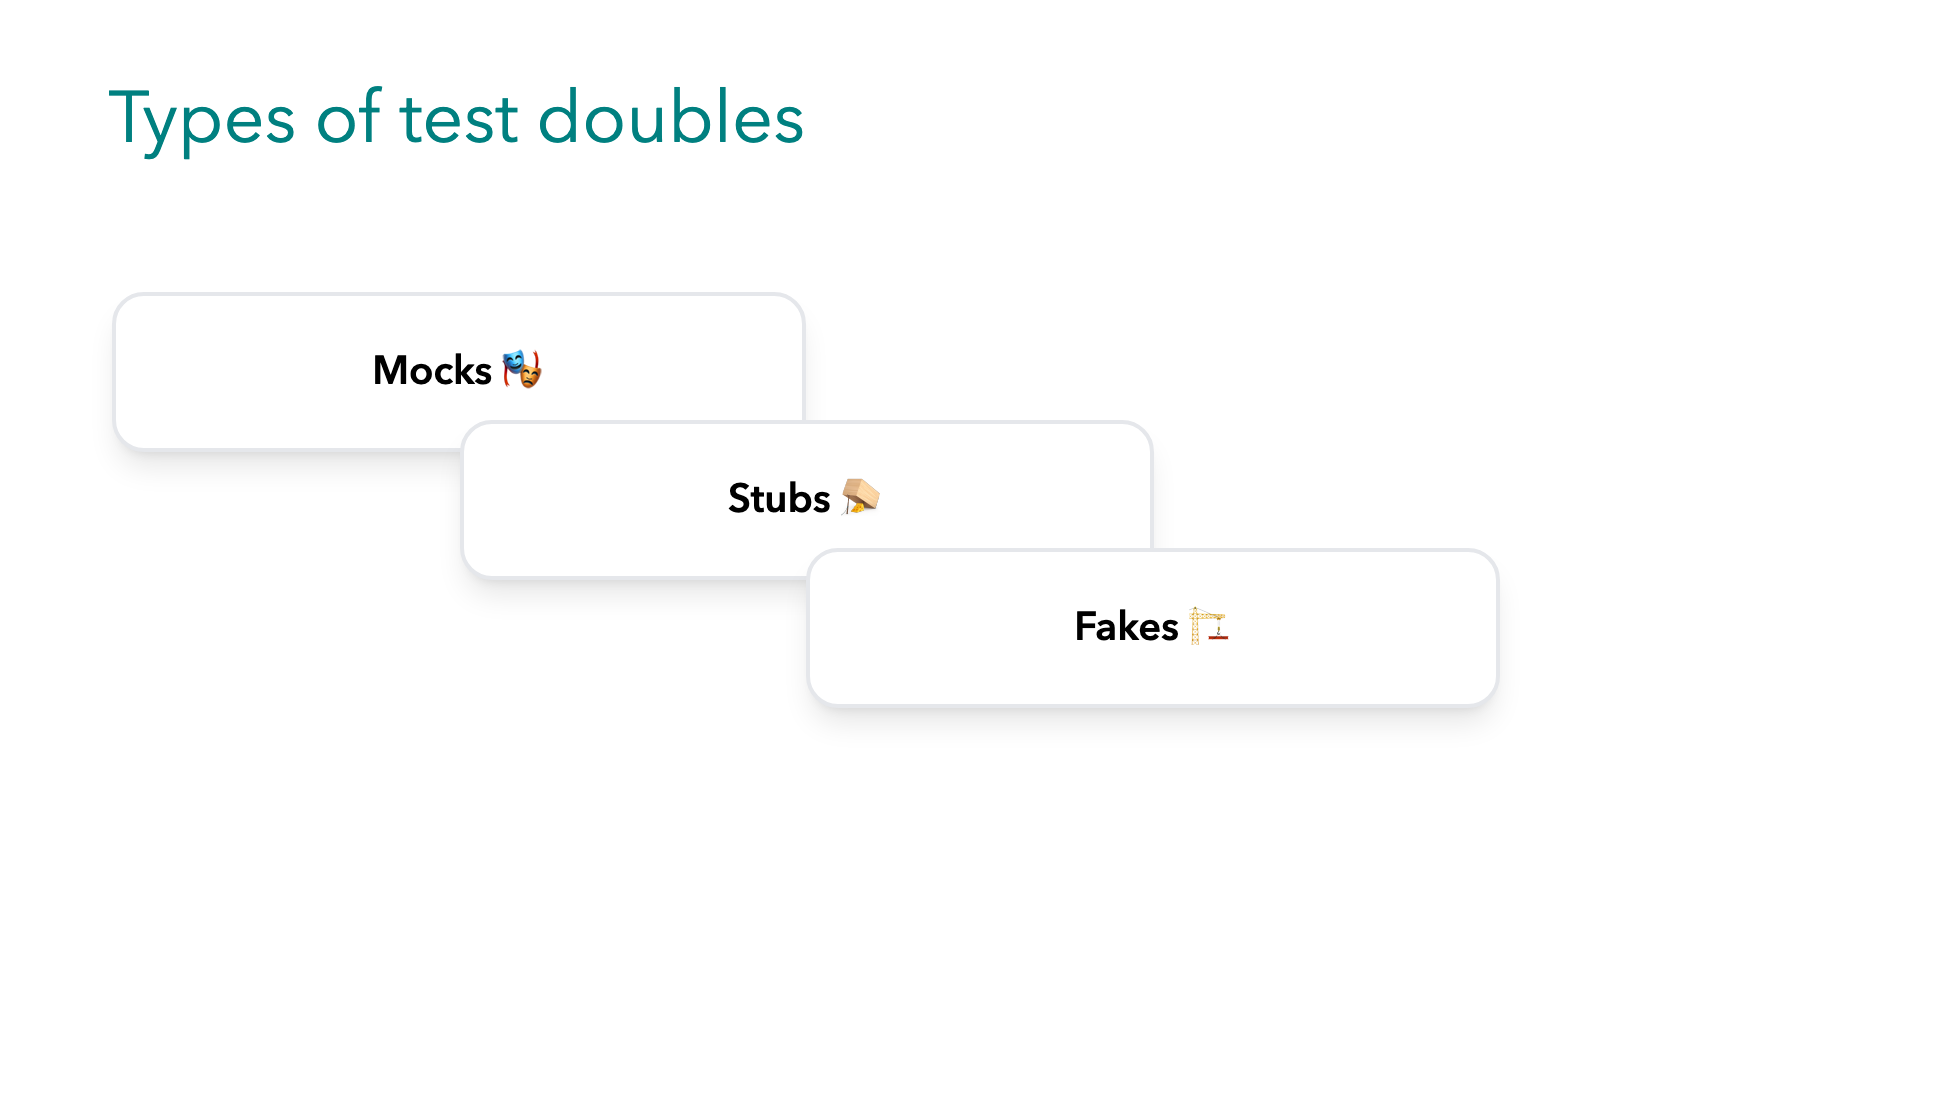 Types of test doubles
Mocks 🎭
Stubs 🪤
Fakes 🏗️